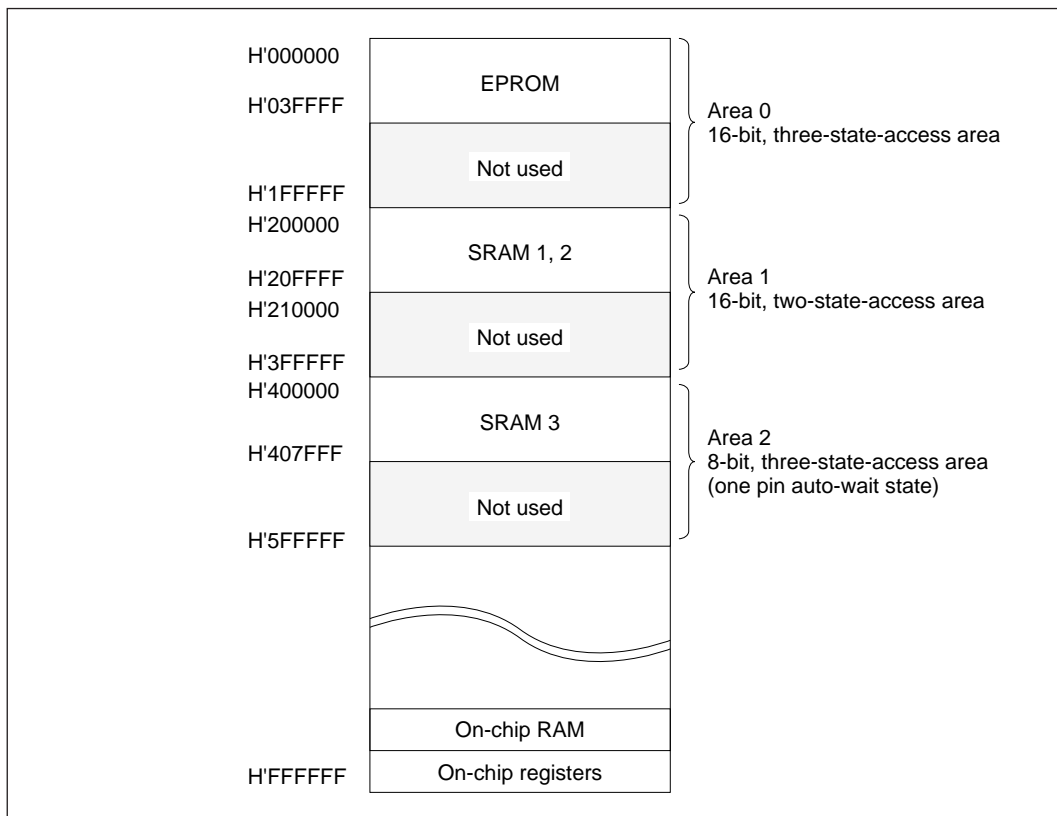 H'000000
EPROM
H'03FFFF
Area 0
16-bit, three-state-access area
Not used
H'1FFFFF
H'200000
SRAM 1, 2
H'20FFFF
Area 1
16-bit, two-state-access area
H'210000
Not used
H'3FFFFF
H'400000
SRAM 3
H'407FFF
Area 2
8-bit, three-state-access area
(one pin auto-wait state)
Not used
H'5FFFFF
On-chip RAM
H'FFFFFF
On-chip registers